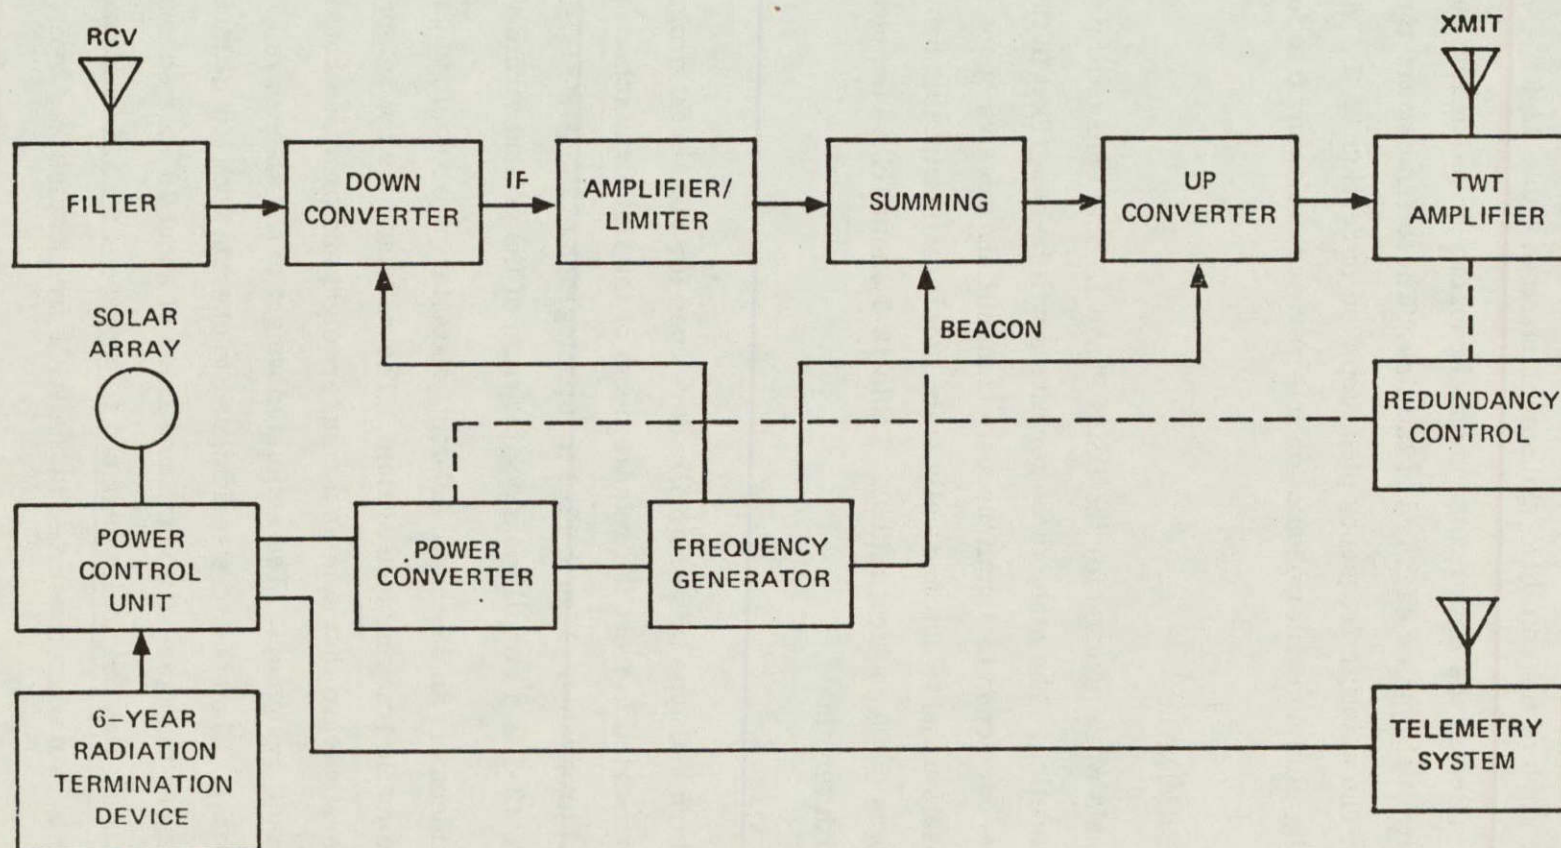 RCV
XMIT
FILTER
DOWN
CONVERTER
IF
AMPLIFIER/
LIMITER
SUMMING
UP
CONVERTER
TWT
AMPLIFIER
SOLAR
ARRAY
BEACON
REDUNDANCY
CONTROL
POWER
CONTROL
UNIT
POWER
CONVERTER
FREQUENCY
GENERATOR
6-YEAR
RADIATION
TERMINATION
DEVICE
TELEMETRY
SYSTEM